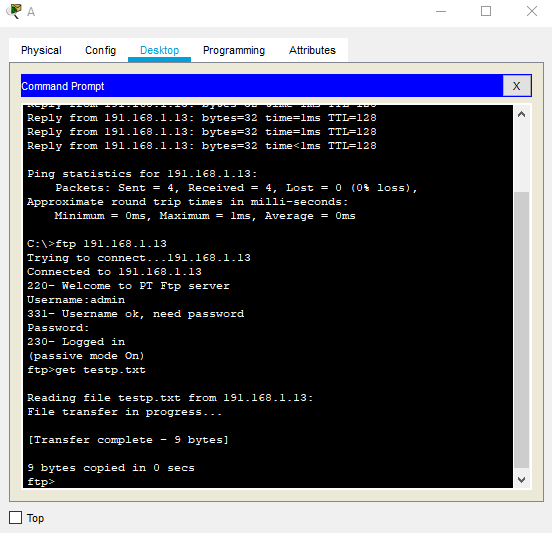 A
Physical Config Desktop Programming Attributes
Command Prompt
X
Reply from 191.168.1.13: bytes=32 time=1ms TTL=128
Reply from 191.168.1.13: bytes=32 time=1ms TTL=128
Reply from 191.168.1.13: bytes=32 time<1ms TTL=128
Ping statistics for 191.168.1.13:
Packets: Sent = 4, Received = 4, Lost = 0 (0% loss),
Approximate round trip times in milli-seconds:
Minimum = 0ms, Maximum = 1ms, Average = 0ms
C:\>ftp 191.168.1.13
Trying to connect...191.168.1.13
Connected to 191.168.1.13
220- Welcome to PT Ftp server
Username:admin
331- Username ok, need password
Password:
230- Logged in
(passive mode On)
ftp>get testp.txt
Reading file testp.txt from 191.168.1.13:
File transfer in progress...
[Transfer complete - 9 bytes]
9 bytes copied in 0 secs
ftp>
Top